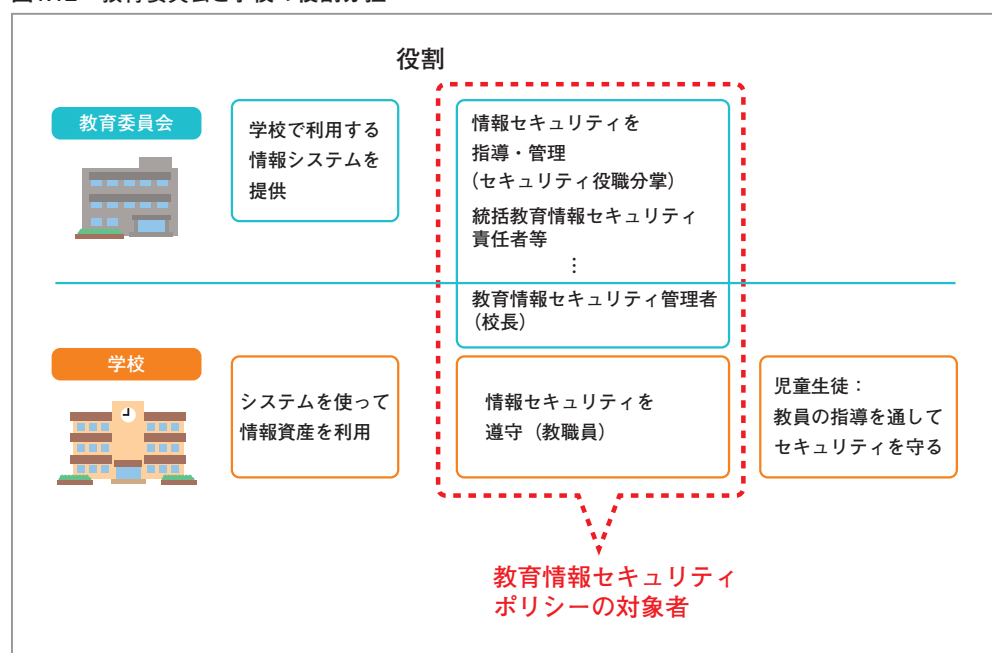 役割
教育委員会
学校で利用する
情報システムを
提供
情報セキュリティを
指導・管理
(セキュリティ役職分掌)
統括教育情報セキュリティ
責任者等
…
教育情報セキュリティ管理者
(校長)
学校
システムを使って
情報資産を利用
情報セキュリティを
遵守（教職員）
児童生徒：
教員の指導を通して
セキュリティを守る
教育情報セキュリティ
ポリシーの対象者